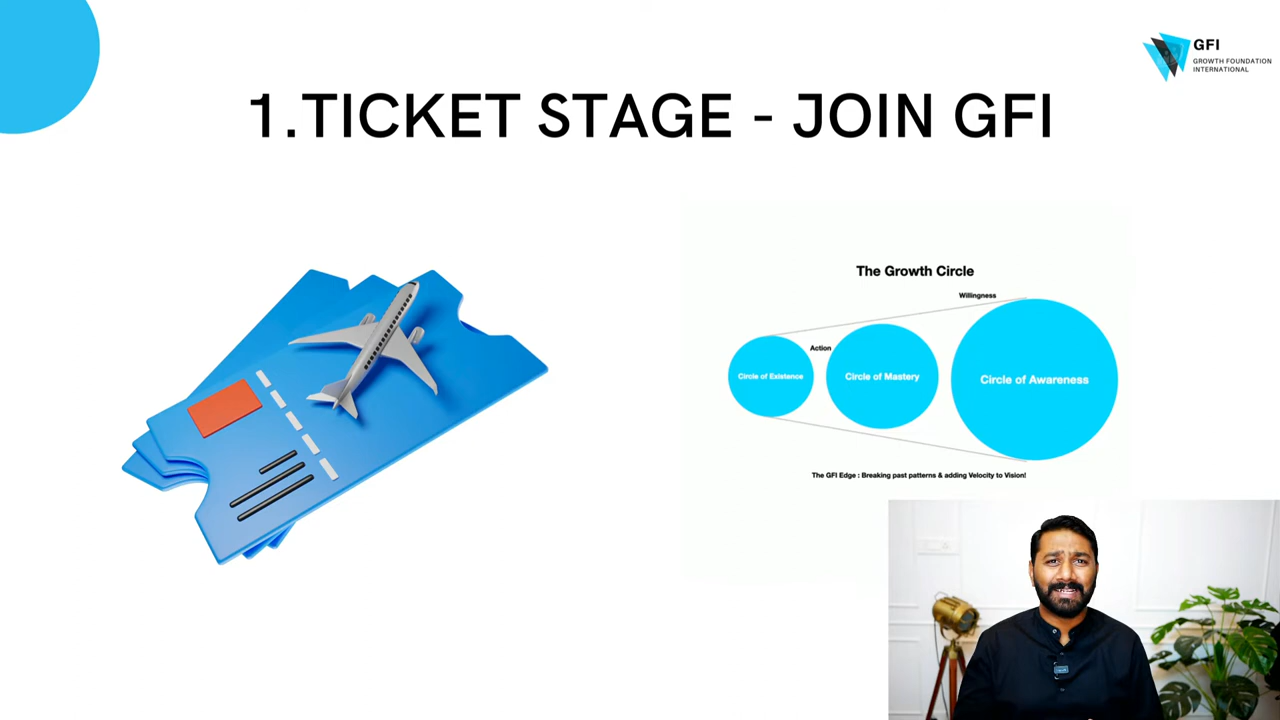 GFI
GROWTH FOUNDATION
INTERNATIONAL
1.TICKET STAGE - JOIN GFI
The Growth Circle
Willingness
Action
Circle of Existence
Circle of Mastery
Circle of Awareness
The GFI Edge : Breaking past patterns & adding Velocity to Vision!